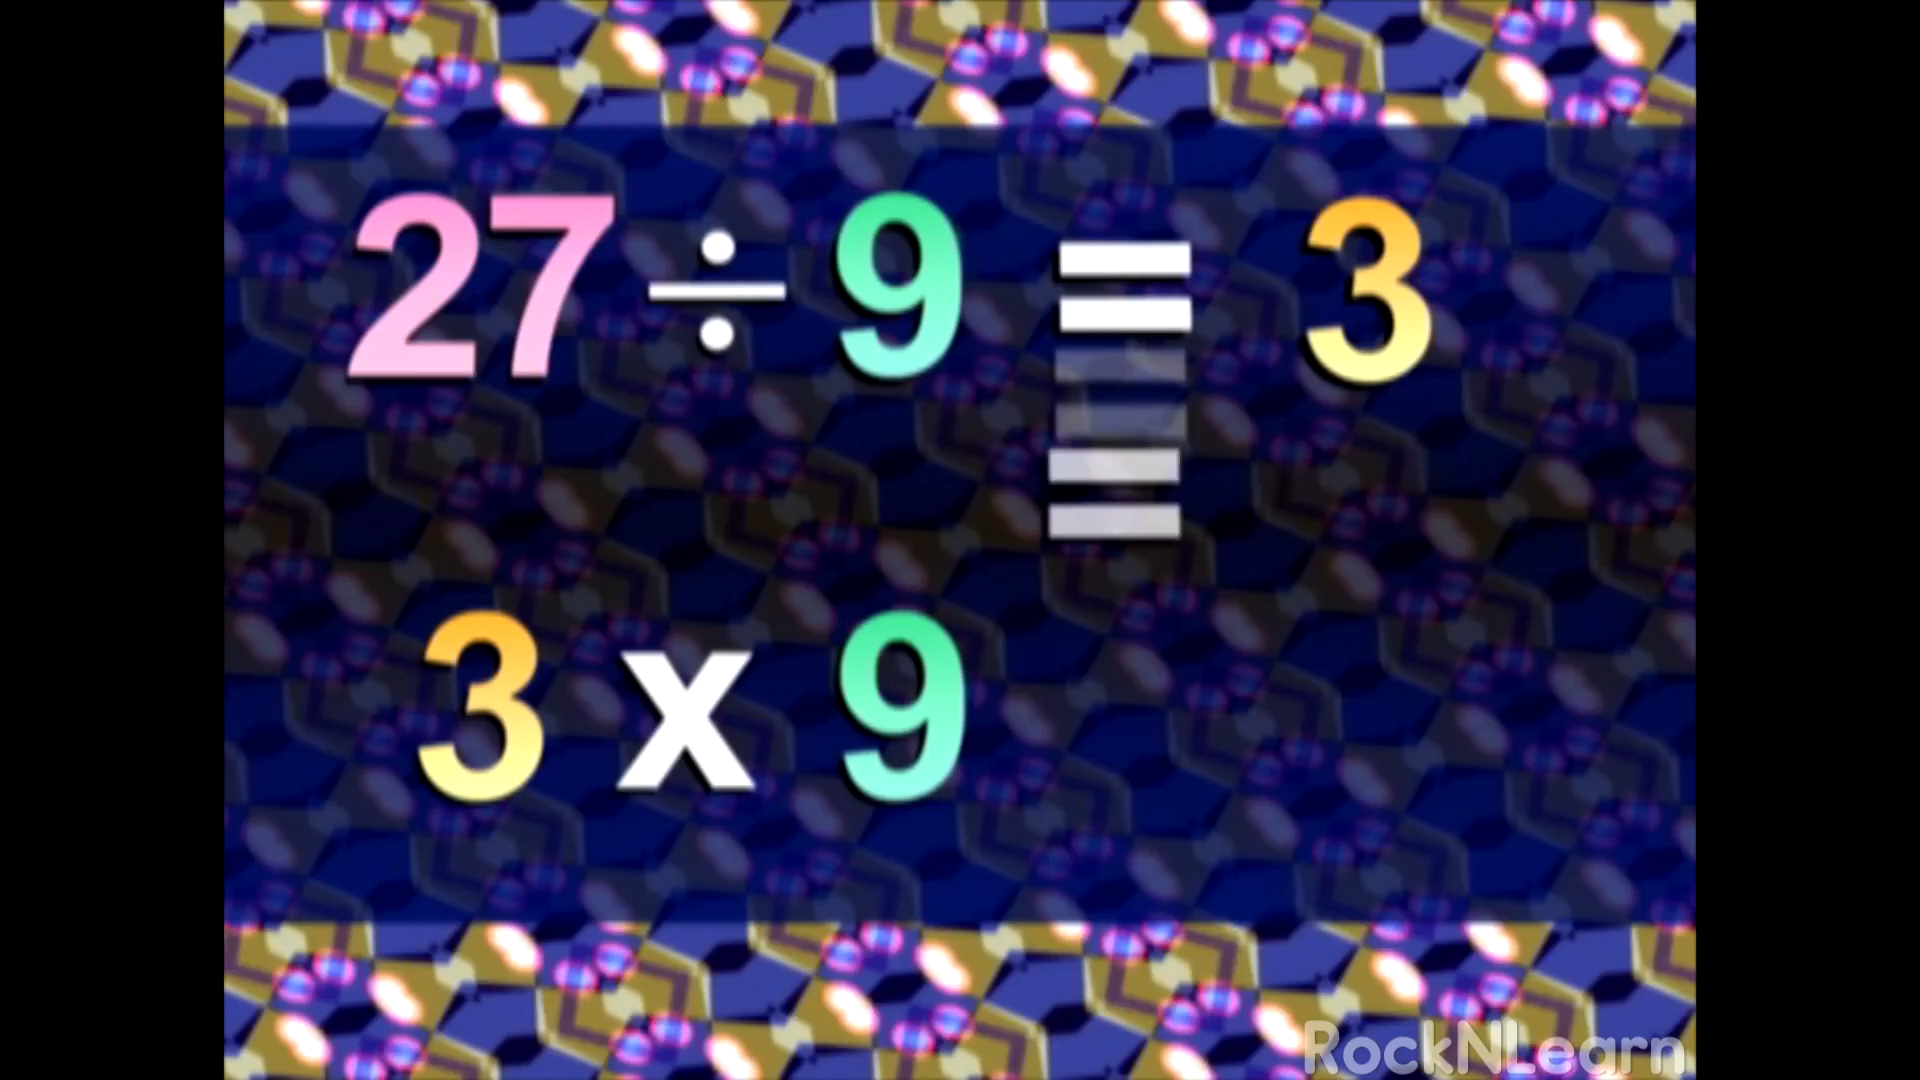 27 ÷ 9 = 3
=
3 x 9
RockNLearn